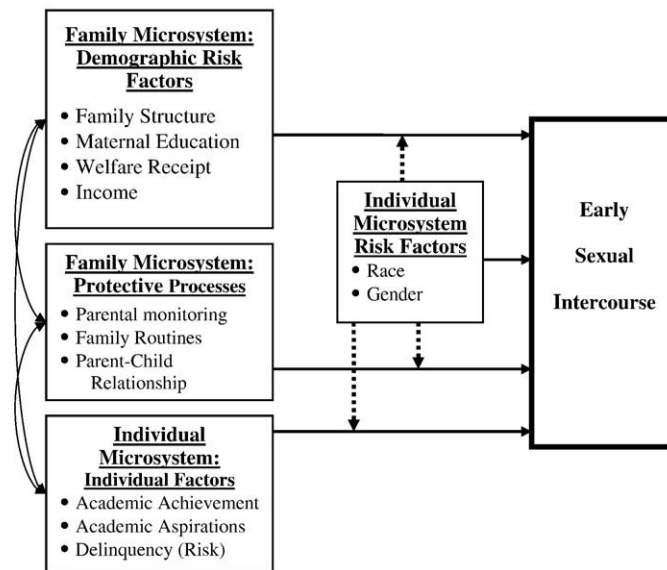 Family Microsystem:
Demographic Risk
Factors
• Family Structure
• Maternal Education
• Welfare Receipt
• Income
Family Microsystem:
Protective Processes
• Parental monitoring
• Family Routines
• Parent-Child
Relationship
Individual
Microsystem:
Individual Factors
• Academic Achievement
• Academic Aspirations
• Delinquency (Risk)
Individual
Microsystem
Risk Factors
• Race
• Gender
Early
Sexual
Intercourse